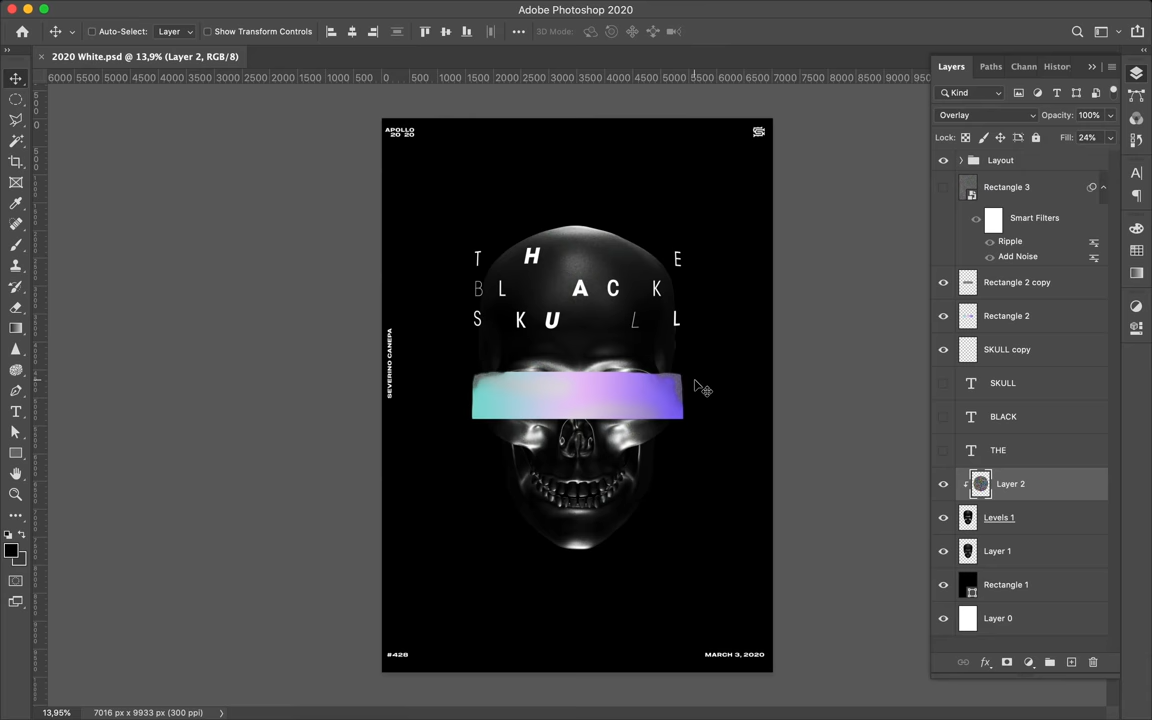 Adobe Photoshop 2020
Auto-Select: Layer Show Transform Controls 3D Mode:
2020 White.psd @ 13,9% (Layer 2, RGB/8)
6000 5500 5000 4500 4000 3500 3000 2500 2000 1500 1000 500 0 500 1000 1500 2000 2500 3000 3500 4000 4500 5000 5500 6000 6500 7000 7500 8000 8500 9000 950
Layers Paths Chann Histor
Kind
Overlay Opacity: 100%
Lock: Fill: 24%
Layout
Rectangle 3
Smart Filters
Ripple
Add Noise
Rectangle 2 copy
Rectangle 2
SKULL copy
SKULL
BLACK
THE
Layer 2
Levels 1
Layer 1
Rectangle 1
Layer 0
APOLLO
20 20
T H E
B L A C K
S K U L L
SEVERINO CANEPA
#428
MARCH 3, 2020
13,95% 7016 px x 9933 px (300 ppi)